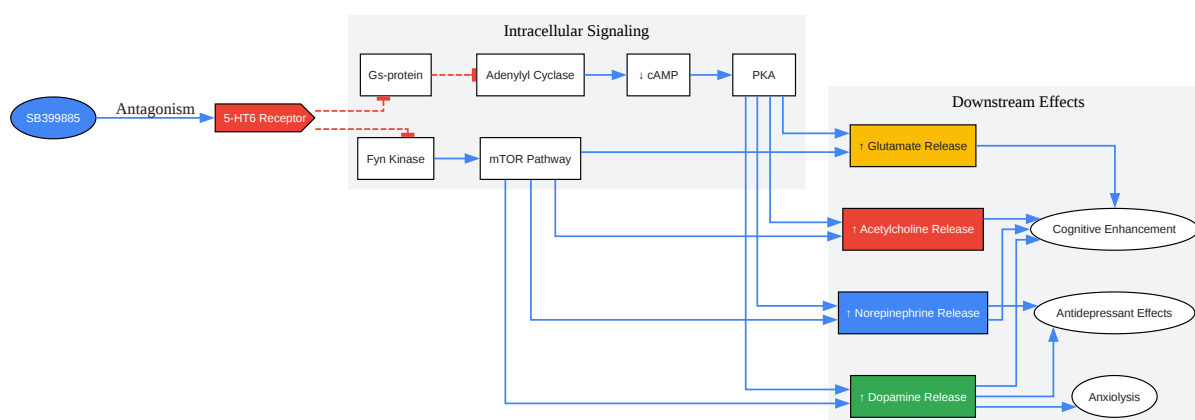 Intracellular Signaling
Gs-protein
Adenylyl Cyclase
↓ cAMP
PKA
Downstream Effects
SB399885
Antagonism
5-HT6 Receptor
Fyn Kinase
mTOR Pathway
↑ Glutamate Release
↑ Acetylcholine Release
Cognitive Enhancement
↑ Norepinephrine Release
Antidepressant Effects
↑ Dopamine Release
Anxiolysis